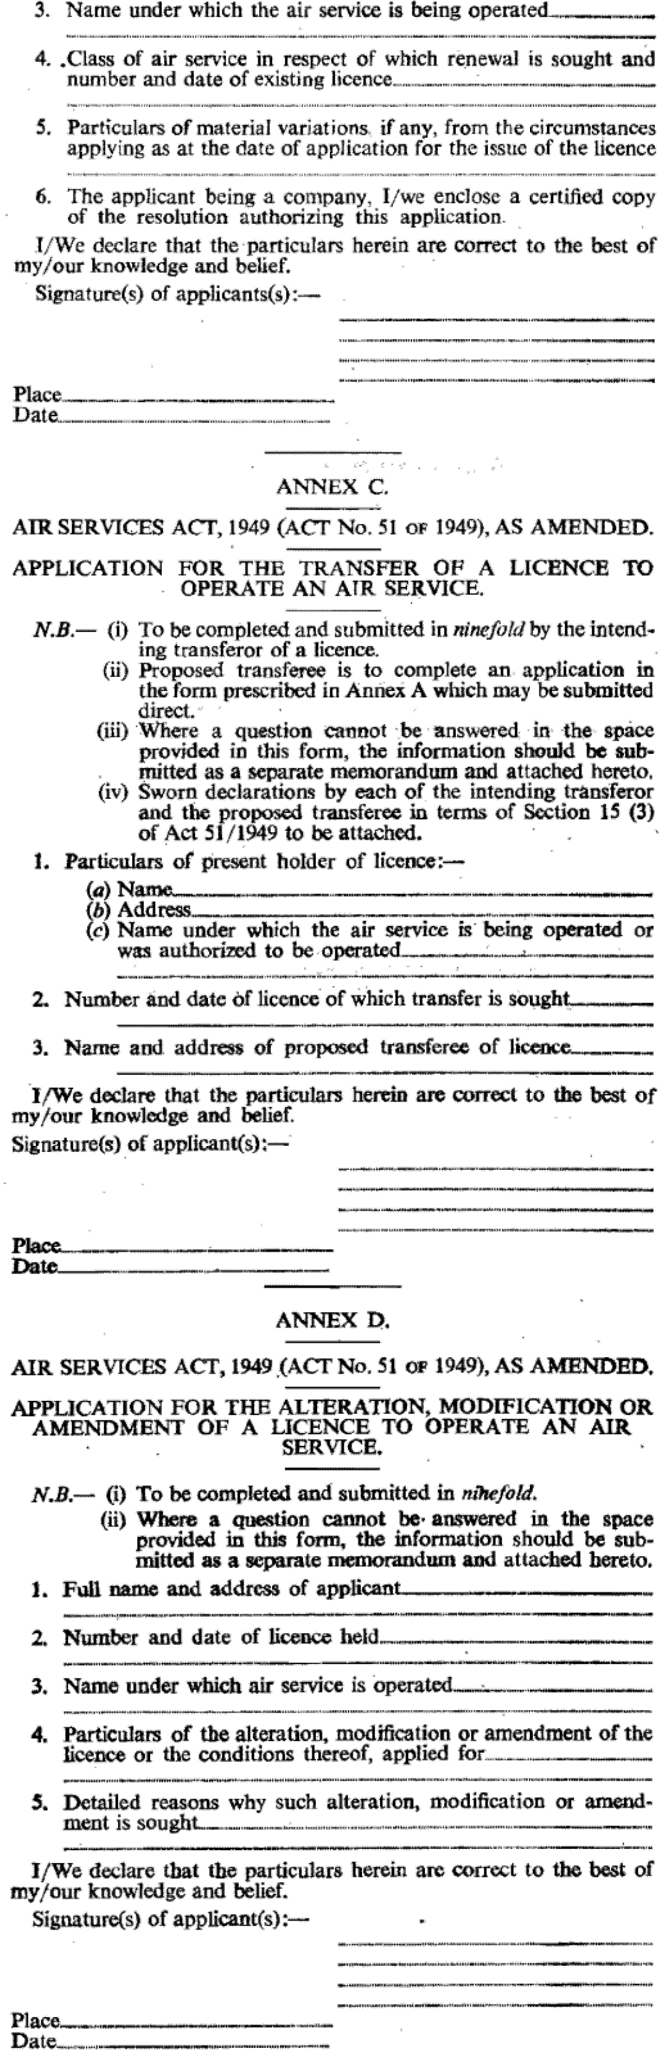 3. Name under which the air service is being operated
4. Class of air service in respect of which renewal is sought and
number and date of existing licence
5. Particulars of material variations, if any, from the circumstances
applying as at the date of application for the issue of the licence
6. The applicant being a company, I/we enclose a certified copy
of the resolution authorizing this application.
I/We declare that the particulars herein are correct to the best of
my/our knowledge and belief.
Signature(s) of applicants(s):—
Place
Date
ANNEX C.
AIR SERVICES ACT, 1949 (ACT No. 51 OF 1949), AS AMENDED.
APPLICATION FOR THE TRANSFER OF A LICENCE TO
OPERATE AN AIR SERVICE.
N.B.— (i) To be completed and submitted in ninefold by the intend-
ing transferor of a licence.
(ii) Proposed transferee is to complete an application in
the form prescribed in Annex A which may be submitted
direct.
(iii) Where a question cannot be answered in the space
provided in this form, the information should be sub-
mitted as a separate memorandum and attached hereto.
(iv) Sworn declarations by each of the intending transferor
and the proposed transferee in terms of Section 15 (3)
of Act 51/1949 to be attached.
1. Particulars of present holder of licence:—
(a) Name
(b) Address
(c) Name under which the air service is being operated or
was authorized to be operated
2. Number and date of licence of which transfer is sought
3. Name and address of proposed transferee of licence
I/We declare that the particulars herein are correct to the best of
my/our knowledge and belief.
Signature(s) of applicant(s):—
Place
Date
ANNEX D.
AIR SERVICES ACT, 1949 (ACT No. 51 OF 1949), AS AMENDED.
APPLICATION FOR THE ALTERATION, MODIFICATION OR
AMENDMENT OF A LICENCE TO OPERATE AN AIR
SERVICE.
N.B.— (i) To be completed and submitted in ninefold.
(ii) Where a question cannot be answered in the space
provided in this form, the information should be sub-
mitted as a separate memorandum and attached hereto.
1. Full name and address of applicant
2. Number and date of licence held
3. Name under which air service is operated
4. Particulars of the alteration, modification or amendment of the
licence or the conditions thereof, applied for
5. Detailed reasons why such alteration, modification or amend-
ment is sought
I/We declare that the particulars herein are correct to the best of
my/our knowledge and belief.
Signature(s) of applicant(s):—
Place
Date